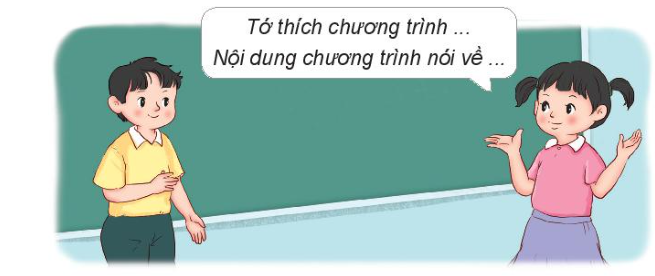 Tớ thích chương trình ...
Nội dung chương trình nói về ...